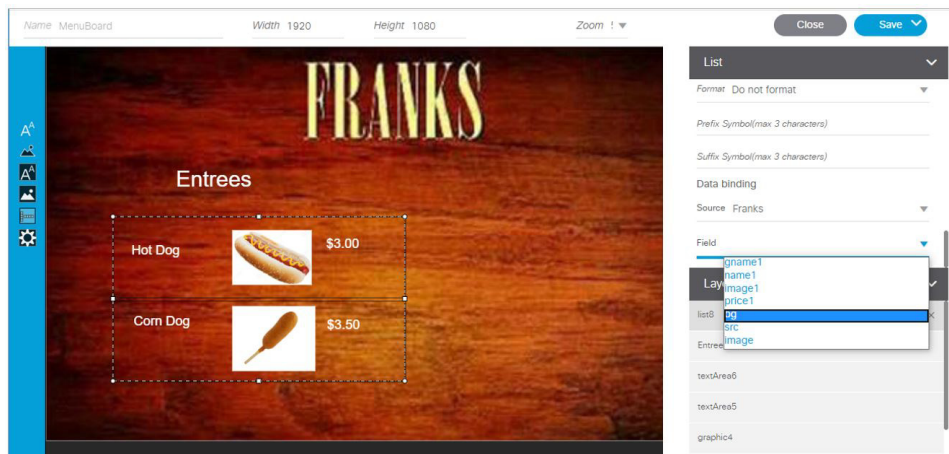 Name MenuBoard
Width 1920
Height 1080
Zoom
Close
Save
FRANKS
Entrees
Hot Dog
$3.00
Corn Dog
$3.50
List
Format Do not format
Prefix Symbol(max 3 characters)
Suffix Symbol(max 3 characters)
Data binding
Source Franks
Field
gname1
name1
image1
price1
bg
src
image
list8
textArea6
textArea5
graphic4